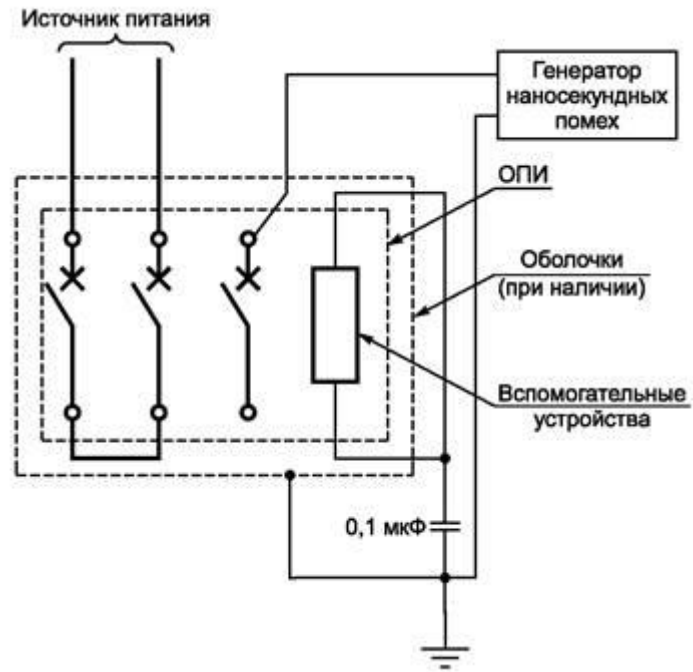 Источник питания
Генератор
наносекундных
помех
ОПИ
Оболочки
(при наличии)
Вспомогательные
устройства
0,1 мкФ